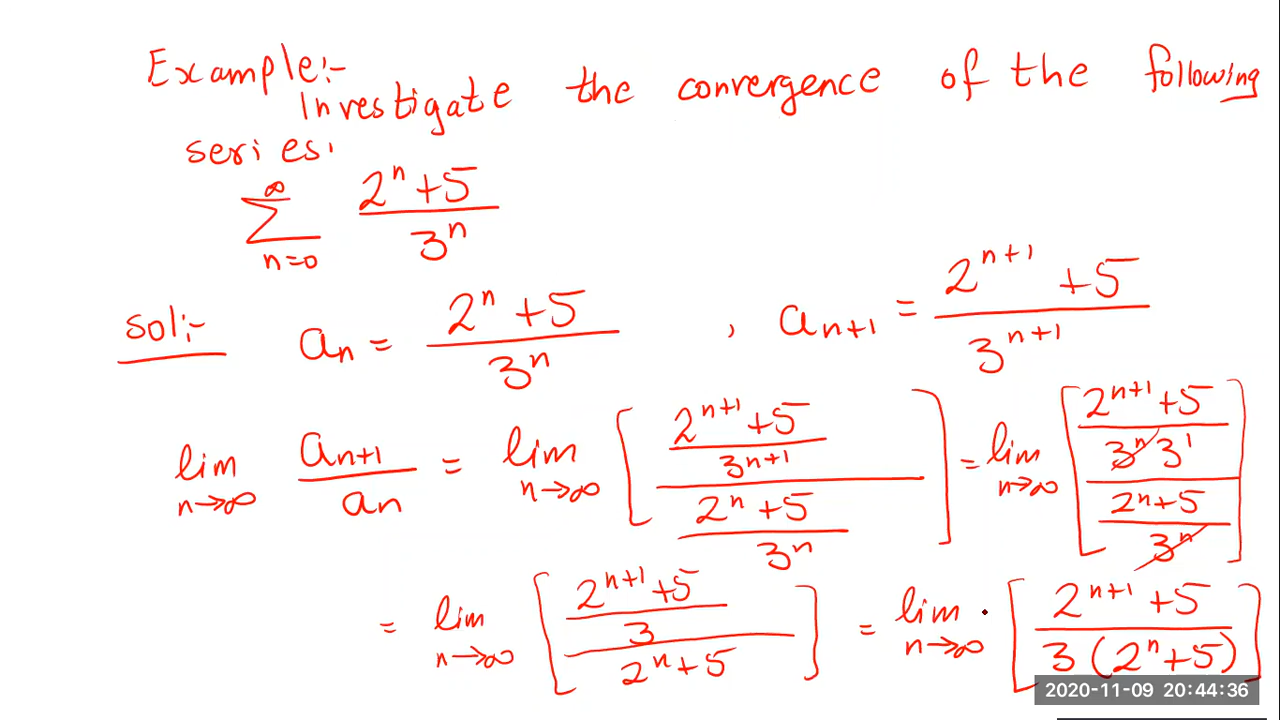 Example:-
Investigate the convergence of the following
series:
∑_{n=0}^{∞} (2^n + 5)/(3^n)
sol:- a_n = (2^n + 5)/(3^n) , a_{n+1} = (2^{n+1} + 5)/(3^{n+1})
lim_{n→∞} a_{n+1}/a_n = lim_{n→∞} [((2^{n+1} + 5)/(3^{n+1}))/((2^n + 5)/(3^n))] = lim_{n→∞} [((2^{n+1} + 5)/(3^n 3^1))/((2^n + 5)/(3^n))]
= lim_{n→∞} [((2^{n+1} + 5)/3)/(2^n + 5)] = lim_{n→∞} [(2^{n+1} + 5)/(3(2^n + 5))]
2020-11-09 20:44:36